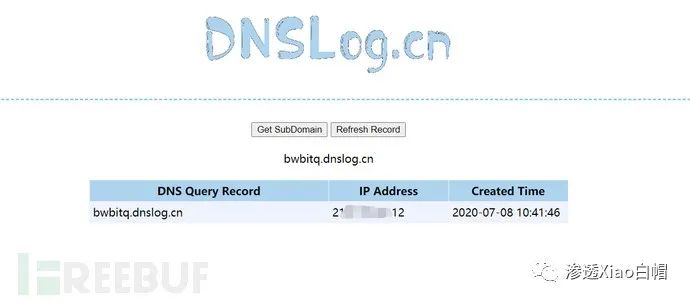 DNSLog.cn
Get SubDomain Refresh Record
bwbitq.dnslog.cn
DNS Query Record IP Address Created Time
bwbitq.dnslog.cn 21 12 2020-07-08 10:41:46
FREEBUF 渗透Xiao白帽